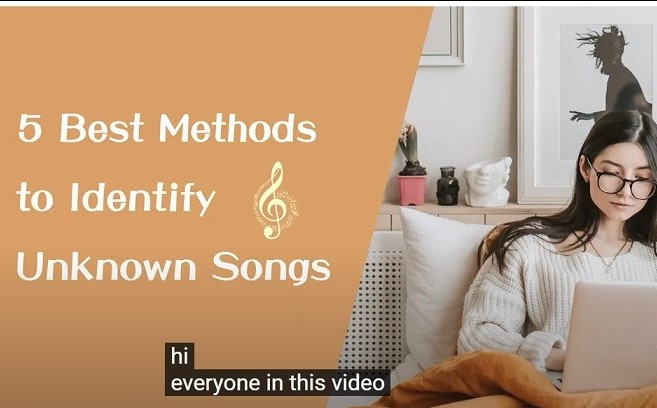 5 Best Methods
to Identify
Unknown Songs
hi
everyone in this video